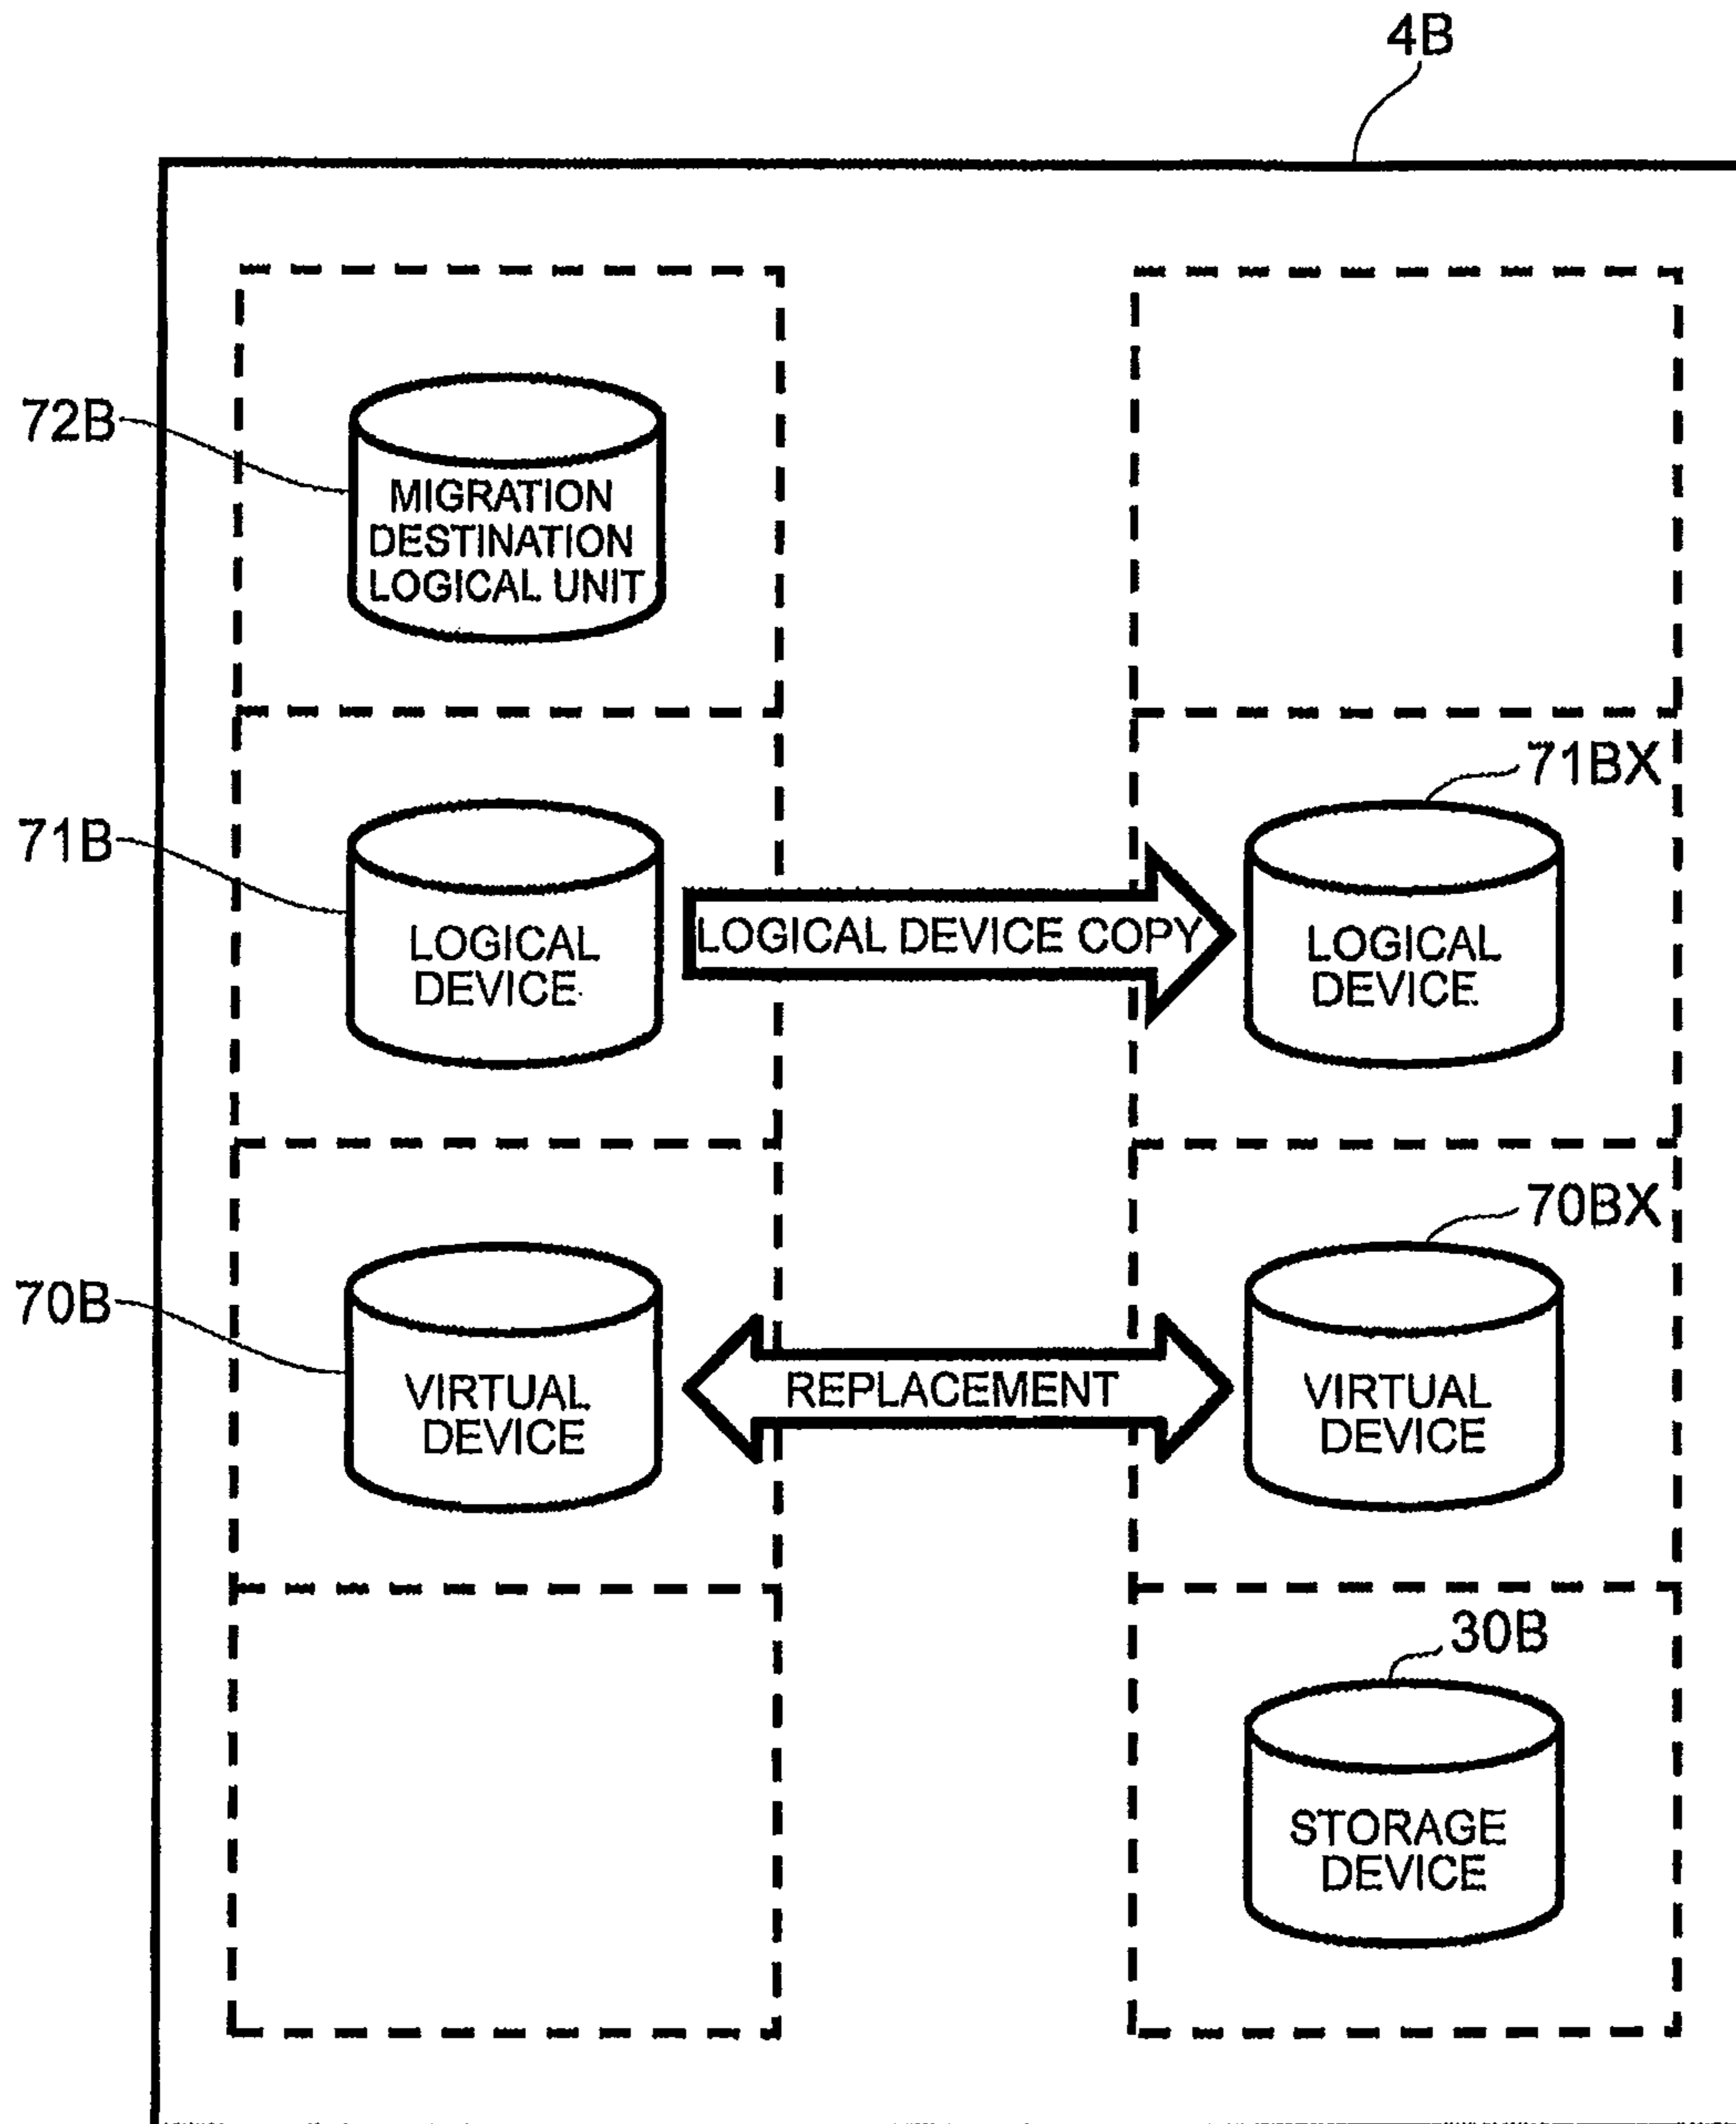 4B
72B
MIGRATION
DESTINATION
LOGICAL UNIT
71B
LOGICAL
DEVICE
LOGICAL DEVICE COPY
71BX
LOGICAL
DEVICE
70B
VIRTUAL
DEVICE
REPLACEMENT
70BX
VIRTUAL
DEVICE
30B
STORAGE
DEVICE